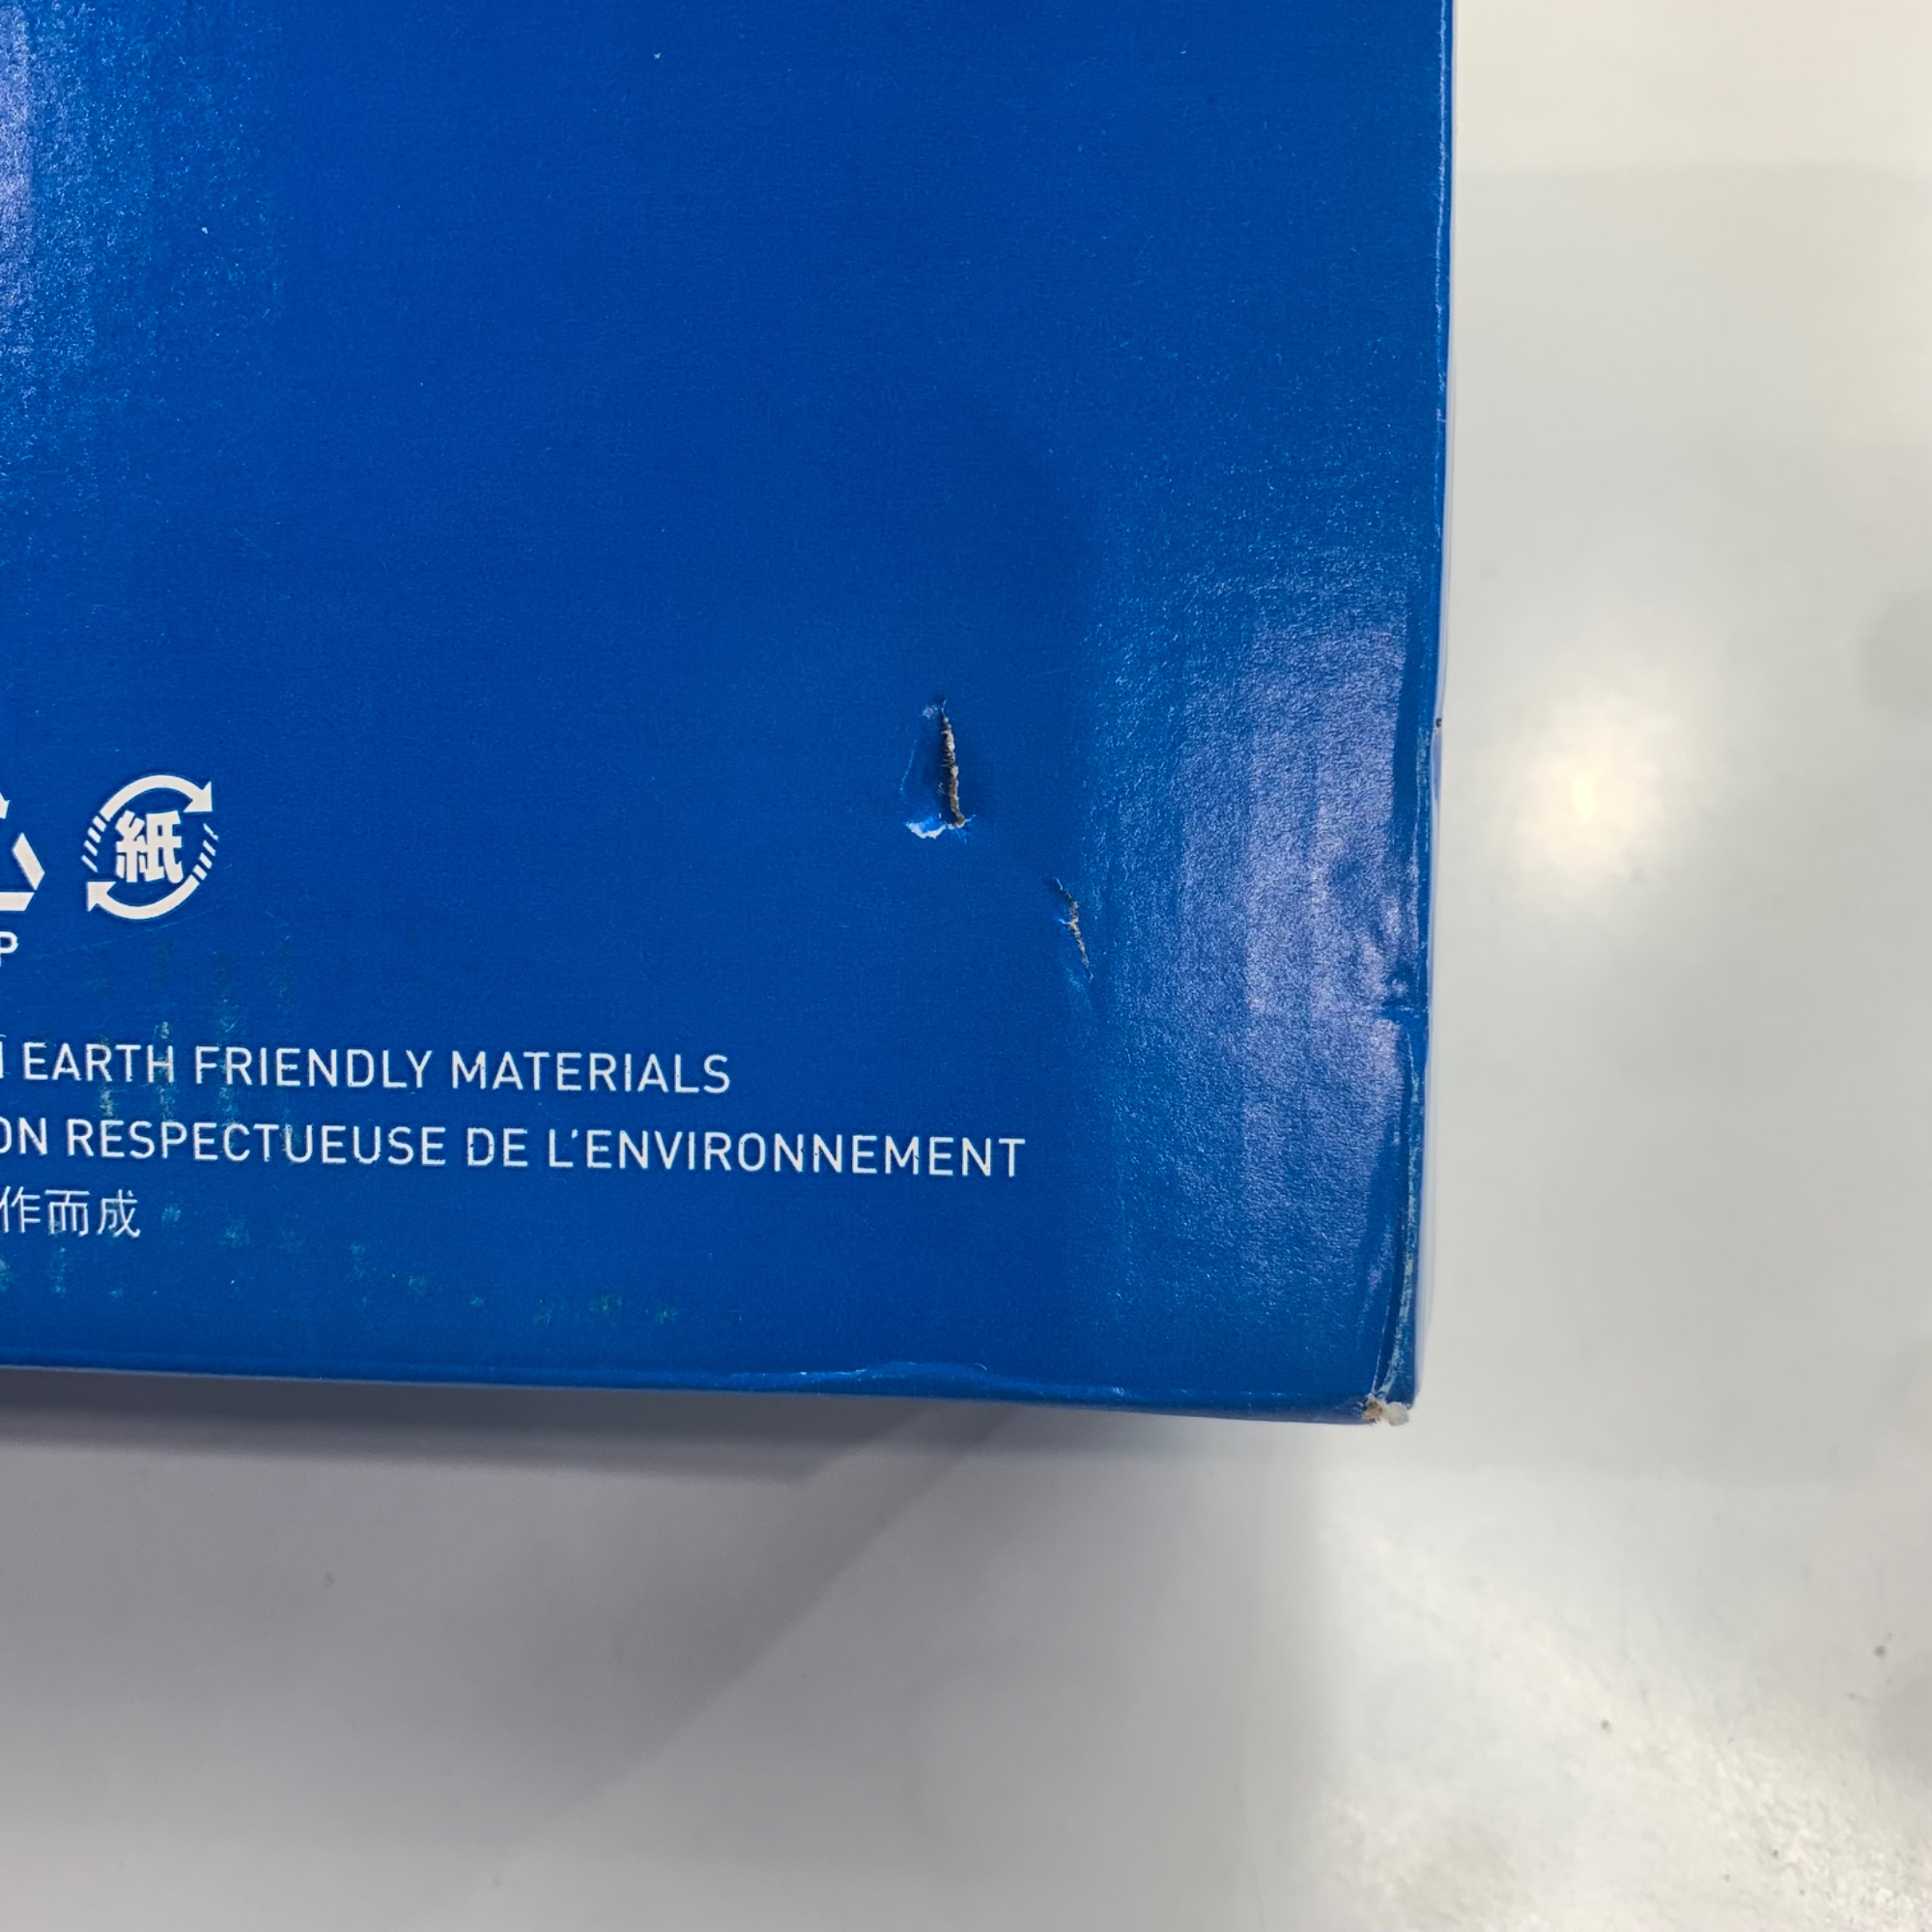 紙
P
EARTH FRIENDLY MATERIALS
ON RESPECTUEUSE DE L'ENVIRONNEMENT
作而成